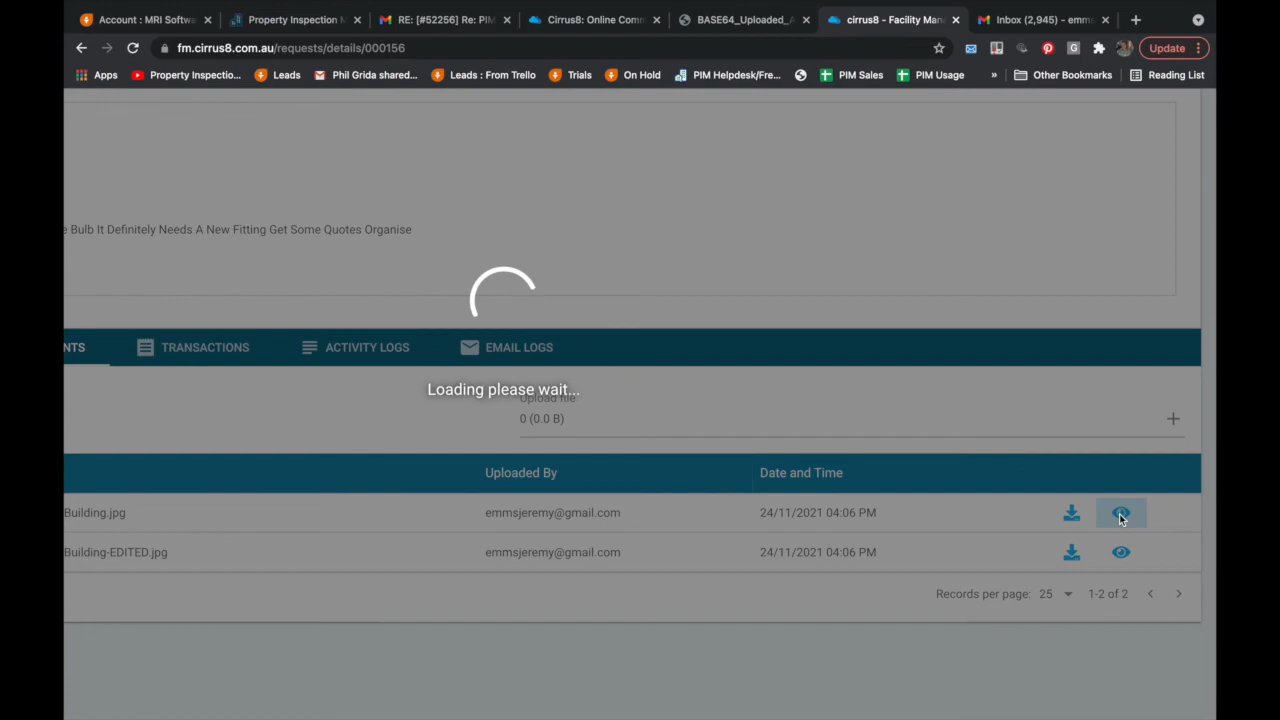 Account : MRI Softwa
Property Inspection M
RE: [#52256] Re: PIM
Cirrus8: Online Com
BASE64_Uploaded_A
cirrus8 - Facility Man
Inbox (2,945) - emms
fm.cirrus8.com.au/requests/details/000156
Update
Apps
Property Inspectio...
Leads
Phil Grida shared...
Leads : From Trello
Trials
On Hold
PIM Helpdesk/Fre...
PIM Sales
PIM Usage
»
Other Bookmarks
Reading List
e Bulb It Definitely Needs A New Fitting Get Some Quotes Organise
NTS
TRANSACTIONS
ACTIVITY LOGS
EMAIL LOGS
Loading please wait...
Upload file
0 (0.0 B)
Uploaded By
Date and Time
Building.jpg
emmsjeremy@gmail.com
24/11/2021 04:06 PM
Building-EDITED.jpg
emmsjeremy@gmail.com
24/11/2021 04:06 PM
Records per page: 25
1-2 of 2